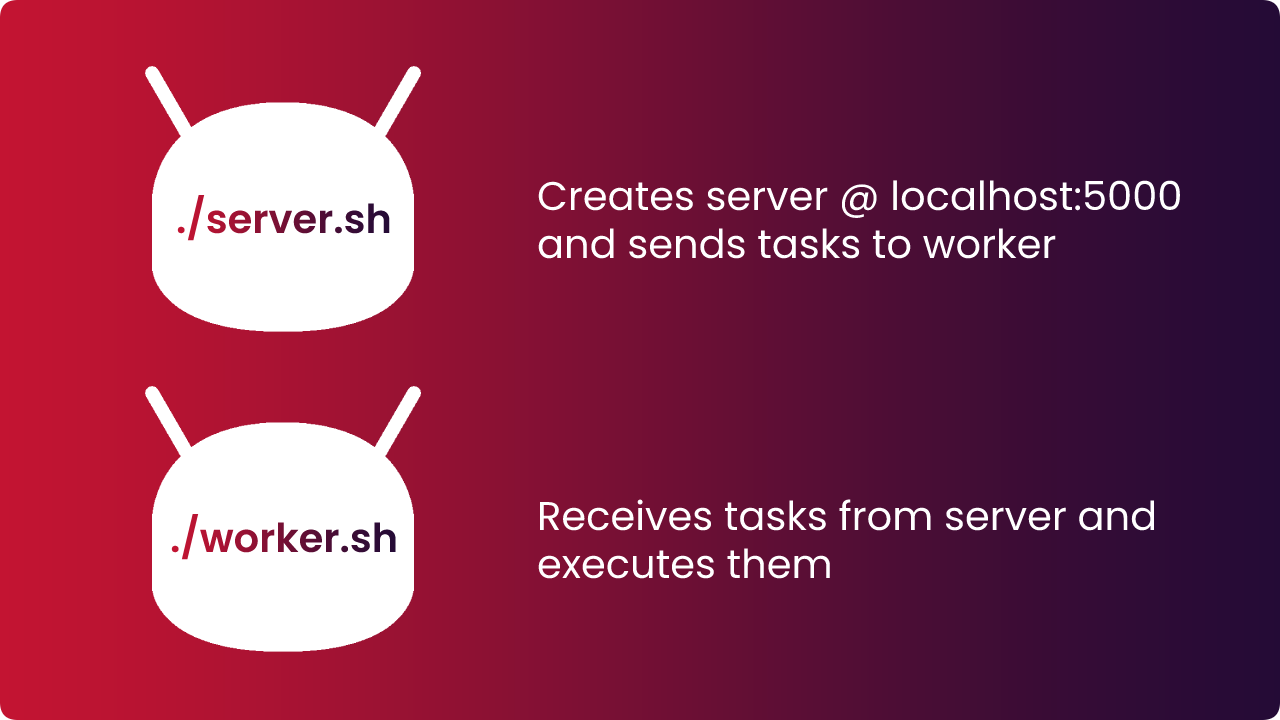 ./server.sh
Creates server @ localhost:5000
and sends tasks to worker
./worker.sh
Receives tasks from server and
executes them